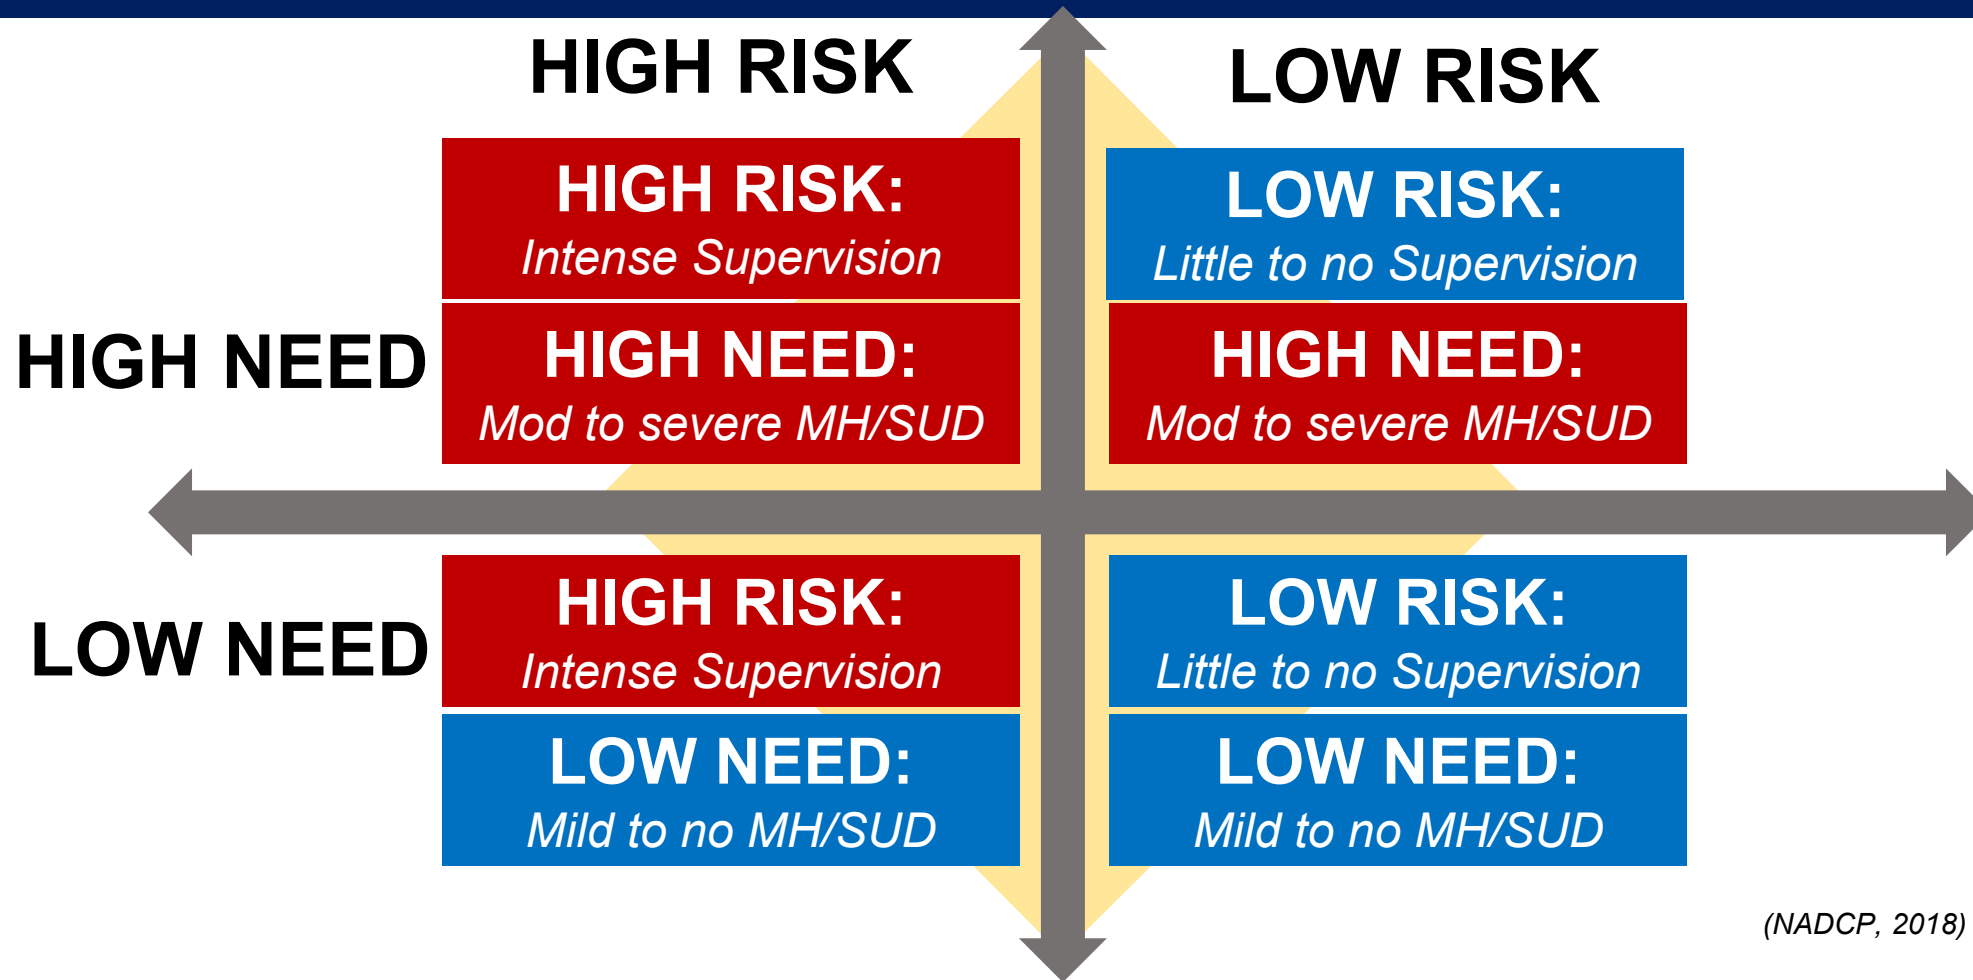 HIGH RISK
LOW RISK
HIGH RISK:
Intense Supervision
LOW RISK:
Little to no Supervision
HIGH NEED
HIGH NEED:
Mod to severe MH/SUD
HIGH NEED:
Mod to severe MH/SUD
LOW NEED
HIGH RISK:
Intense Supervision
LOW RISK:
Little to no Supervision
LOW NEED:
Mild to no MH/SUD
LOW NEED:
Mild to no MH/SUD
(NADCP, 2018)